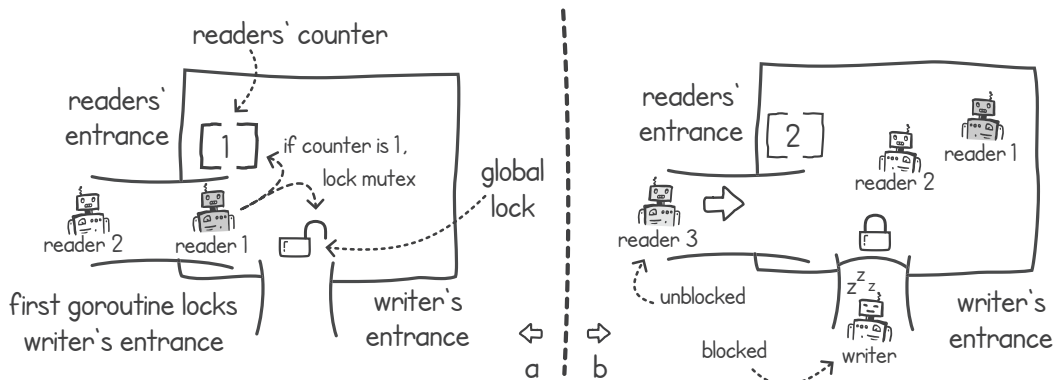 readers' counter
readers'
entrance
1
if counter is 1,
lock mutex
global
lock
reader 2
reader 1
first goroutine locks
writer's entrance
writer's
entrance
a
b
readers'
entrance
2
reader 1
reader 2
reader 3
unblocked
z z z
writer's
entrance
blocked
writer